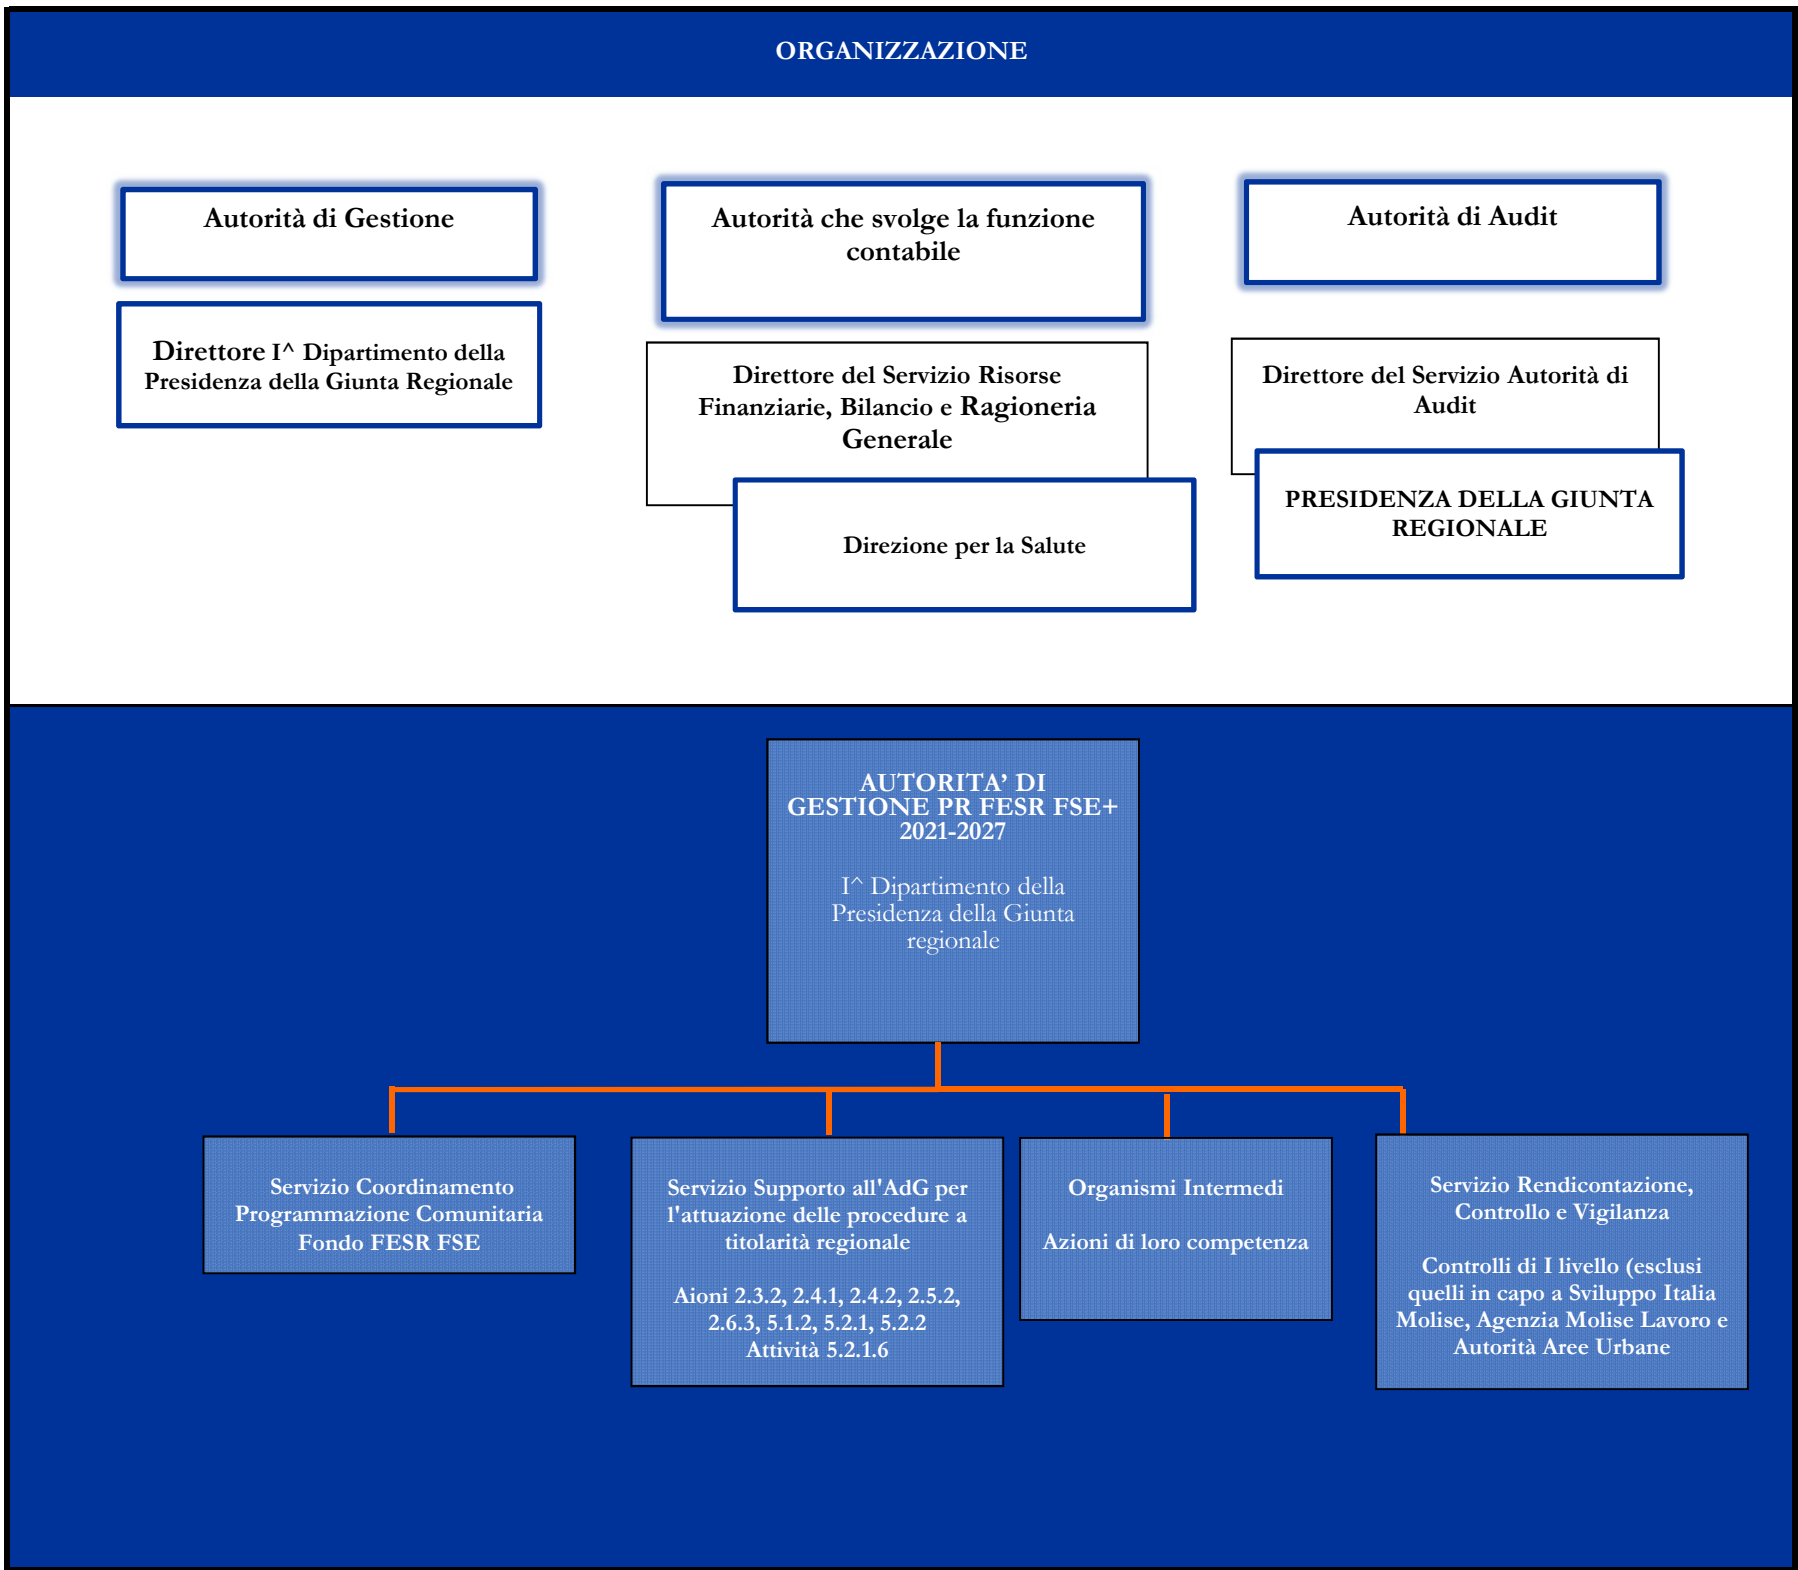 ORGANIZZAZIONE
Autorità di Gestione
Direttore I^ Dipartimento della
Presidenza della Giunta Regionale
Autorità che svolge la funzione
contabile
Direttore del Servizio Risorse
Finanziarie, Bilancio e Ragioneria
Generale
Direzione per la Salute
Autorità di Audit
Direttore del Servizio Autorità di
Audit
PRESIDENZA DELLA GIUNTA
REGIONALE
AUTORITA’ DI
GESTIONE PR FESR FSE+
2021-2027
I^ Dipartimento della
Presidenza della Giunta
regionale
Servizio Coordinamento
Programmazione Comunitaria
Fondo FESR FSE
Servizio Supporto all'AdG per
l'attuazione delle procedure a
titolarità regionale
Aioni 2.3.2, 2.4.1, 2.4.2, 2.5.2,
2.6.3, 5.1.2, 5.2.1, 5.2.2
Attività 5.2.1.6
Organismi Intermedi
Azioni di loro competenza
Servizio Rendicontazione,
Controllo e Vigilanza
Controlli di I livello (esclusi
quelli in capo a Sviluppo Italia
Molise, Agenzia Molise Lavoro e
Autorità Aree Urbane